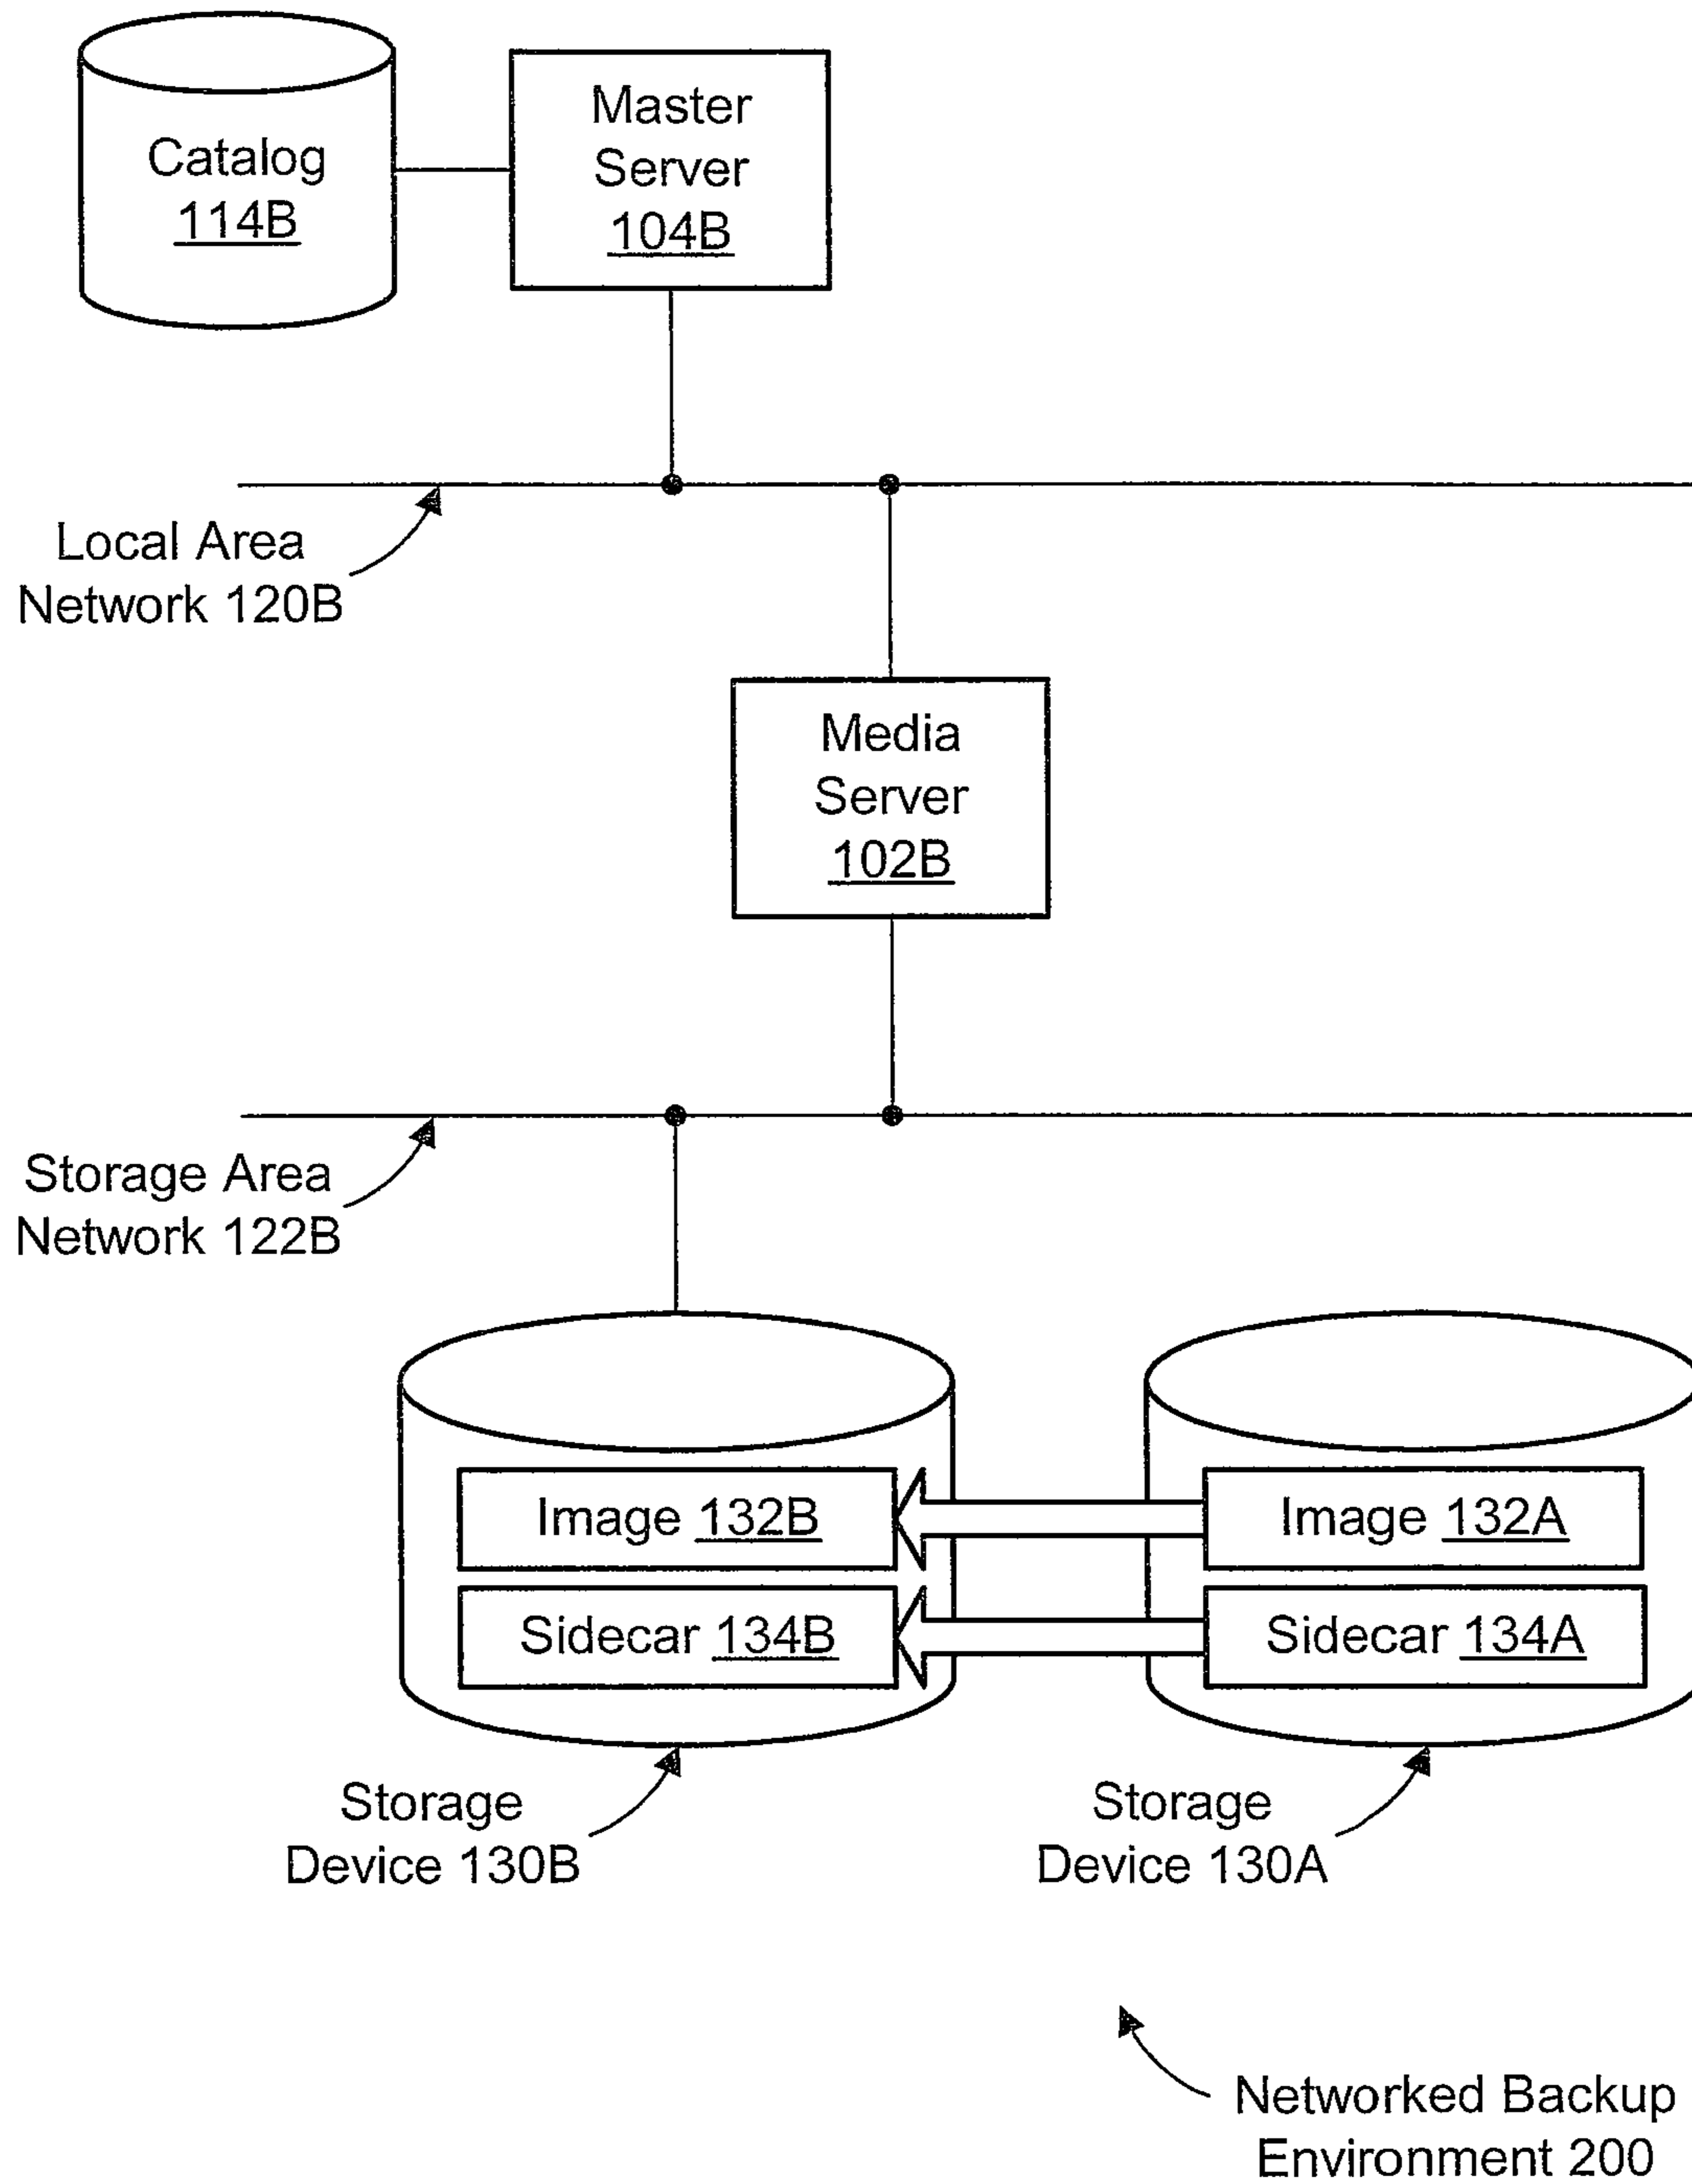 Catalog
114B
Master
Server
104B
Local Area
Network 120B
Media
Server
102B
Storage Area
Network 122B
Image 132B
Image 132A
Sidecar 134B
Sidecar 134A
Storage
Device 130B
Storage
Device 130A
Networked Backup
Environment 200